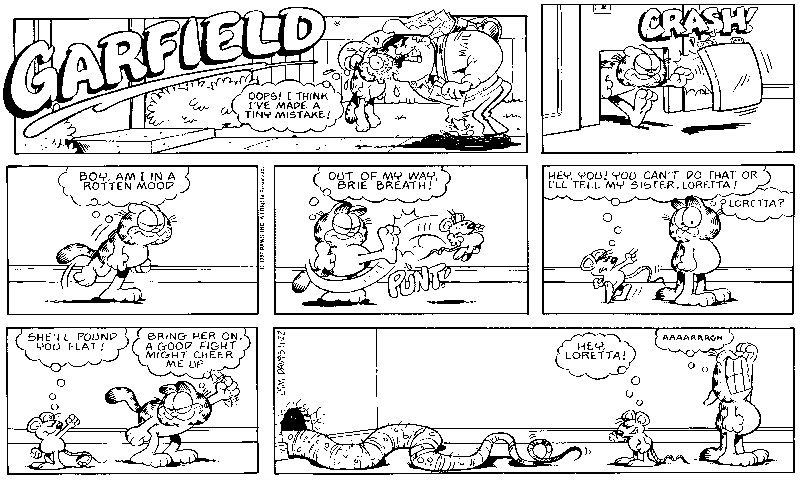 GARFIELD
OOPS! I THINK
I'VE MADE A
TINY MISTAKE!
CRASH!
BOY, AM I IN A
ROTTEN MOOD
OUT OF MY WAY,
BRIE BREATH!
PUNT!
HEY, YOU! YOU CAN'T DO THAT OR
I'LL TELL MY SISTER, LORETTA!
LORETTA?
SHE'LL POUND
YOU FLAT!
BRING HER ON.
A GOOD FIGHT
MIGHT CHEER
ME UP
JIM DAVIS 11-22
HEY,
LORETTA!
AAAARRRGH